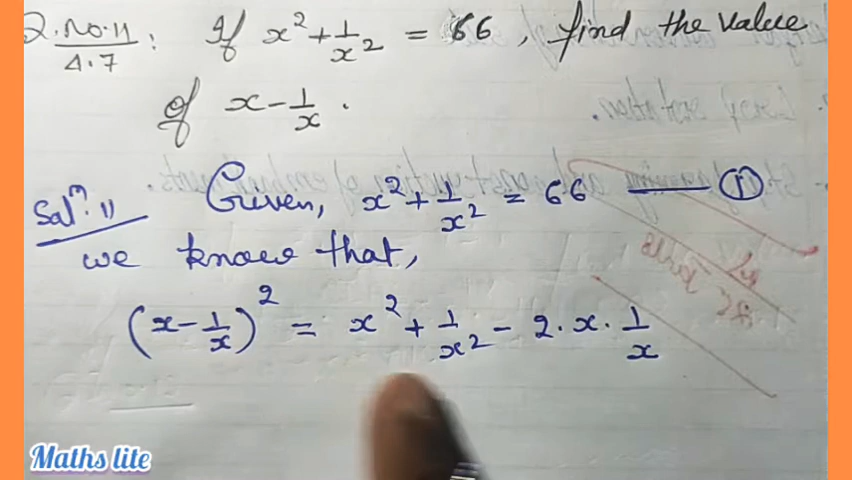 Q.No.11 : If x² + 1/x² = 66 , find the value
4.7
of x - 1/x .
Solⁿ. 11 Given, x² + 1/x² = 66 —— (1)
we know that,
(x - 1/x)² = x² + 1/x² - 2 . x . 1/x
Maths lite